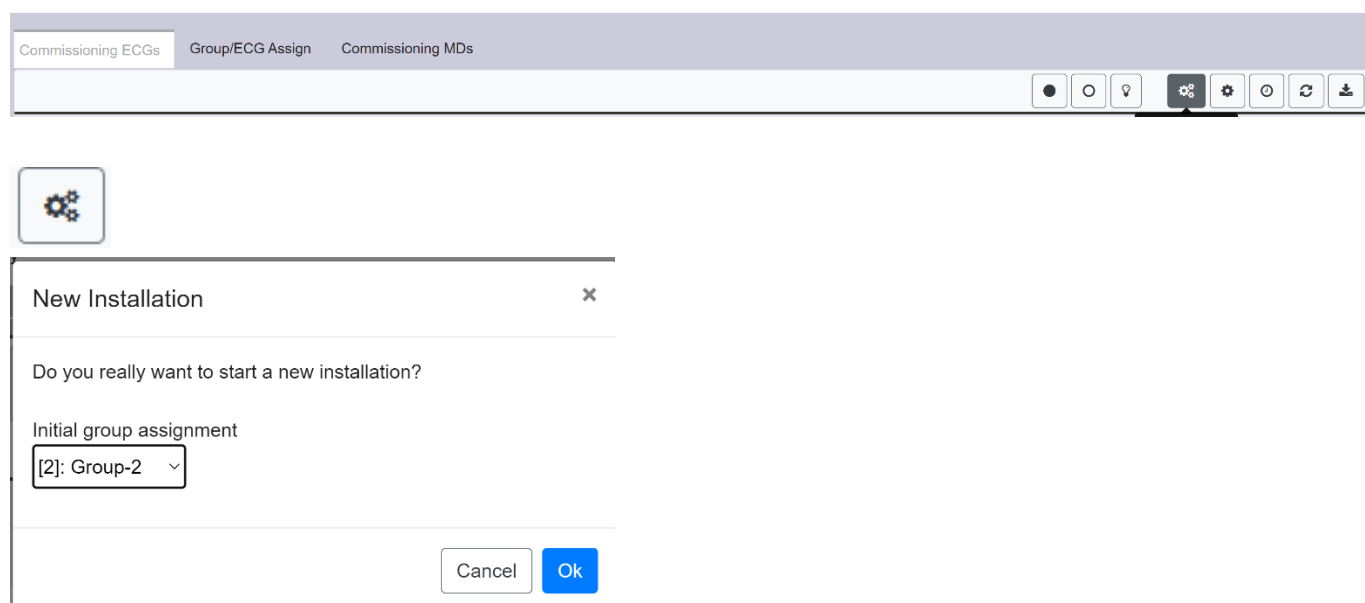 Commissioning ECGs Group/ECG Assign Commissioning MDs
New Installation ×
Do you really want to start a new installation?
Initial group assignment
[2]: Group-2
Cancel Ok